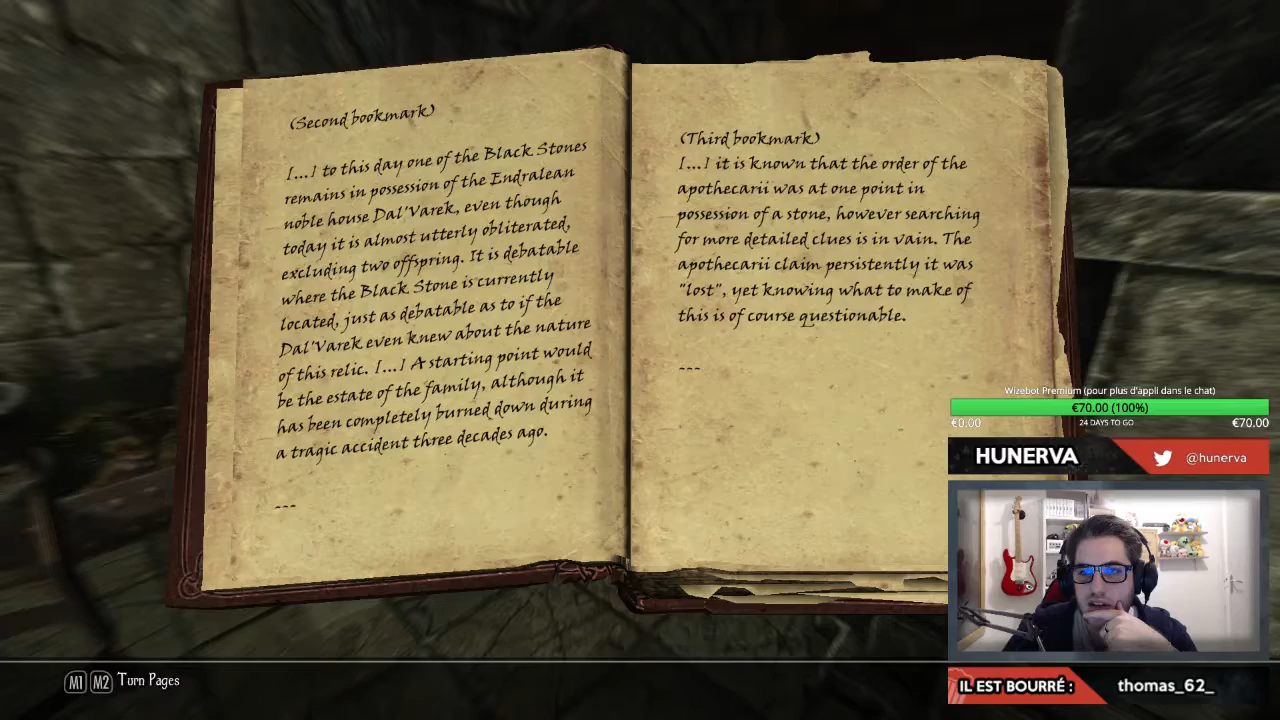 (Second bookmark)
[...] to this day one of the Black Stones
remains in possession of the Endralean
noble house Dal'Varek, even though
today it is almost utterly obliterated,
excluding two offspring. It is debatable
where the Black Stone is currently
located, just as debatable as to if the
Dal'Varek even knew about the nature
of this relic. [...] A starting point would
be the estate of the family, although it
has been completely burned down during
a tragic accident three decades ago.
---
(Third bookmark)
[...] it is known that the order of the
apothecarii was at one point in
possession of a stone, however searching
for more detailed clues is in vain. The
apothecarii claim persistently it was
"lost", yet knowing what to make of
this is of course questionable.
---
Wizebot Premium (pour plus d'appli dans le chat)
€70.00 (100%)
€0.00 24 DAYS TO GO €70.00
HUNERVA @hunerva
IL EST BOURRÉ : thomas_62_
M1 M2 Turn Pages